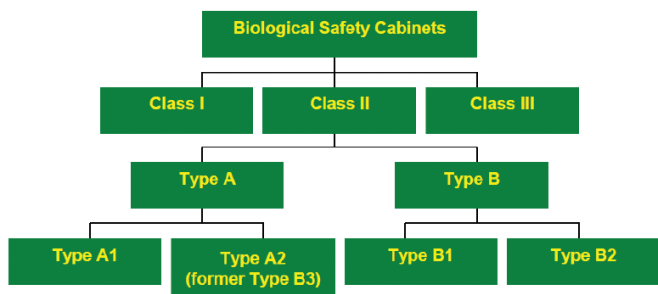 Biological Safety Cabinets
Class I
Class II
Class III
Type A
Type B
Type A1
Type A2
(former Type B3)
Type B1
Type B2